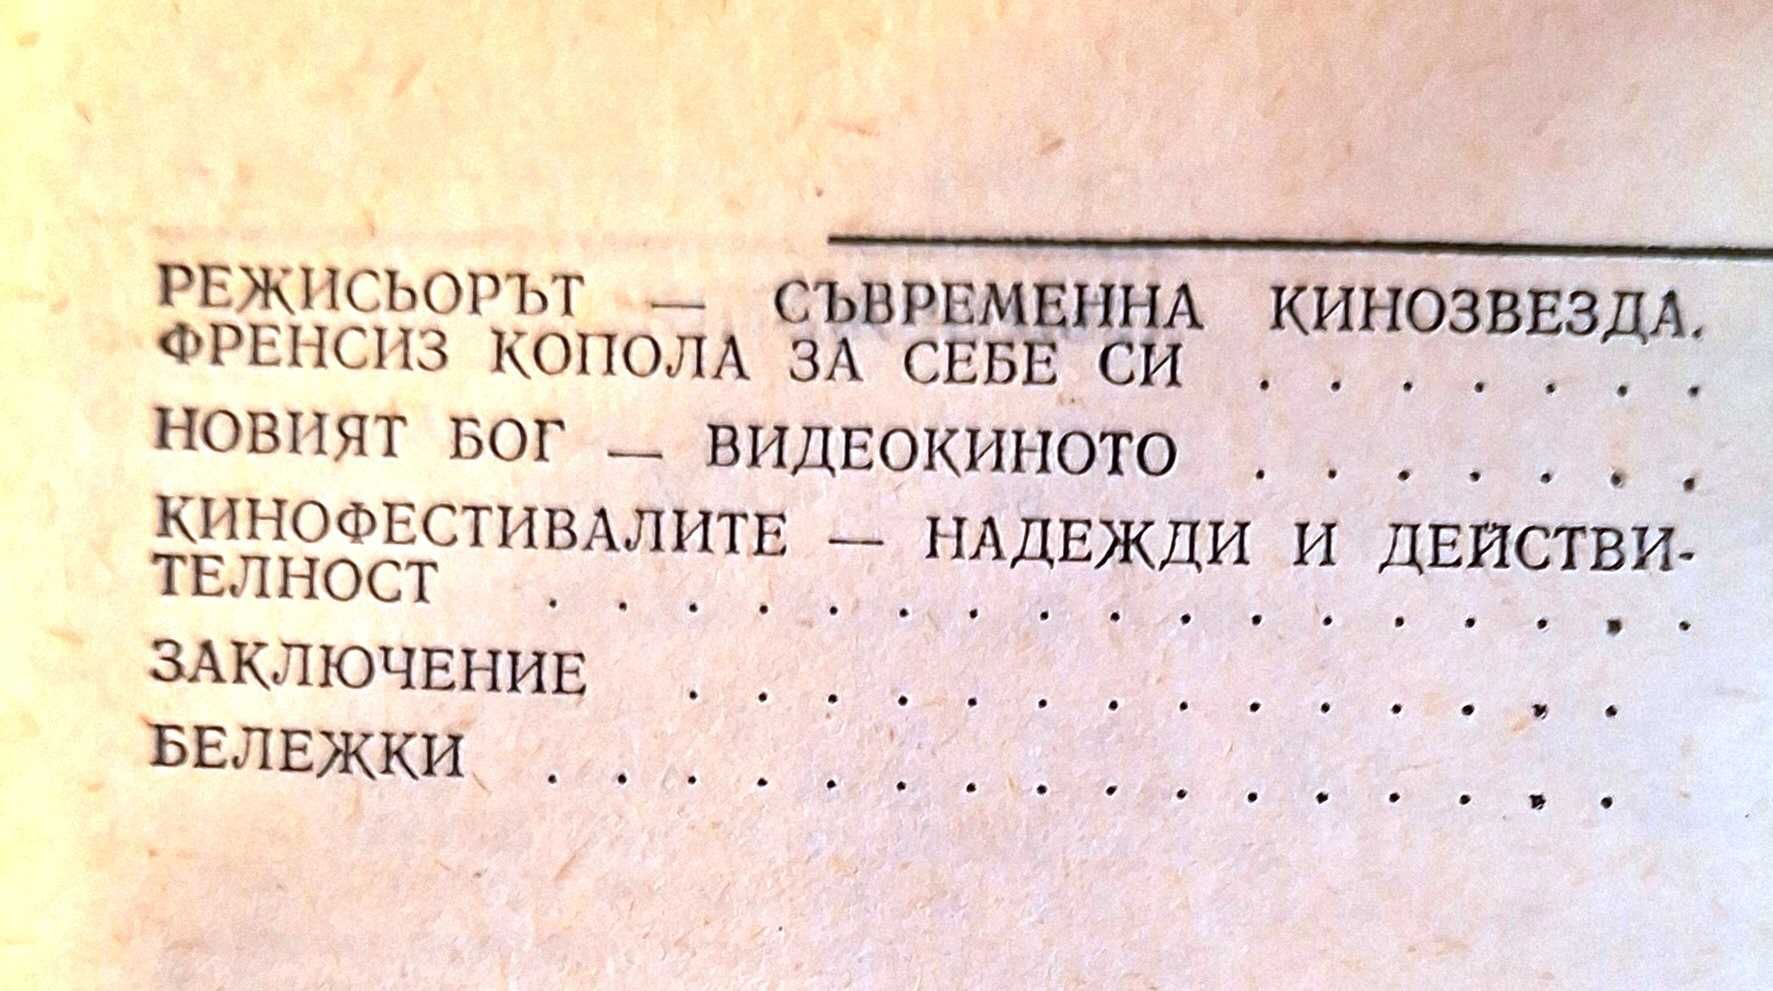 РЕЖИСЬОРЪТ — СЪВРЕМЕННА КИНОЗВЕЗДА.
ФРЕНСИЗ КОПОЛА ЗА СЕБЕ СИ . . . . . . .
НОВИЯТ БОГ — ВИДЕОКИНОТО . . . . . . .
КИНОФЕСТИВАЛИТЕ — НАДЕЖДИ И ДЕЙСТВИ-
ТЕЛНОСТ . . . . . . . . . . . . . . . . .
ЗАКЛЮЧЕНИЕ . . . . . . . . . . . . . .
БЕЛЕЖКИ . . . . . . . . . . . . . . . .